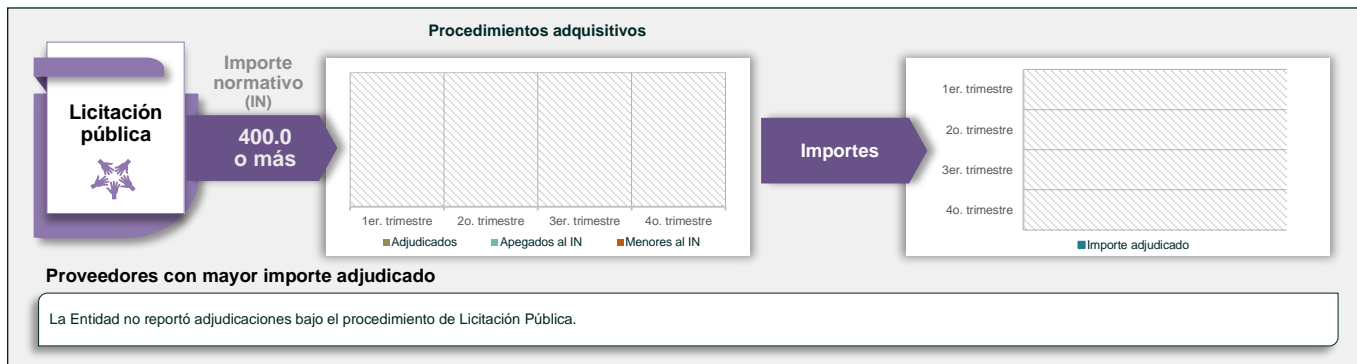 Procedimientos adquisitivos
Licitación
pública
Importe
normativo
(IN)
400.0
o más
1er. trimestre 2o. trimestre 3er. trimestre 4o. trimestre
Adjudicados Apegados al IN Menores al IN
Importes
1er. trimestre
2o. trimestre
3er. trimestre
4o. trimestre
Importe adjudicado
Proveedores con mayor importe adjudicado
La Entidad no reportó adjudicaciones bajo el procedimiento de Licitación Pública.